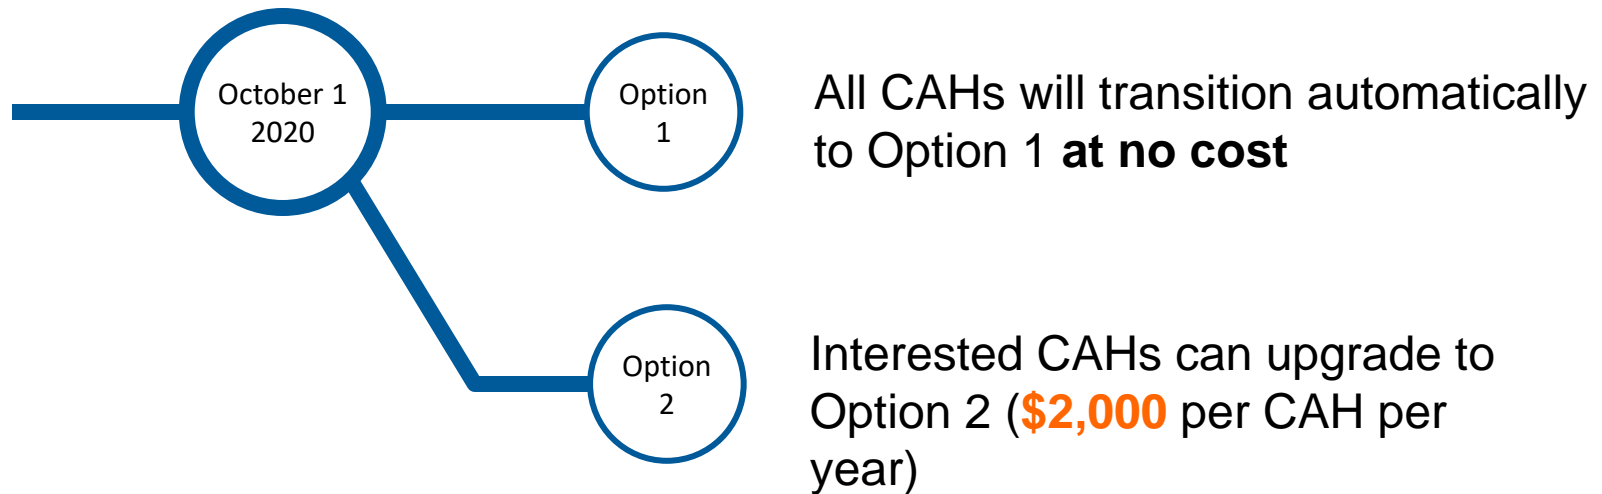 October 1
2020
Option
1
All CAHs will transition automatically
to Option 1 at no cost
Option
2
Interested CAHs can upgrade to
Option 2 ($2,000 per CAH per
year)